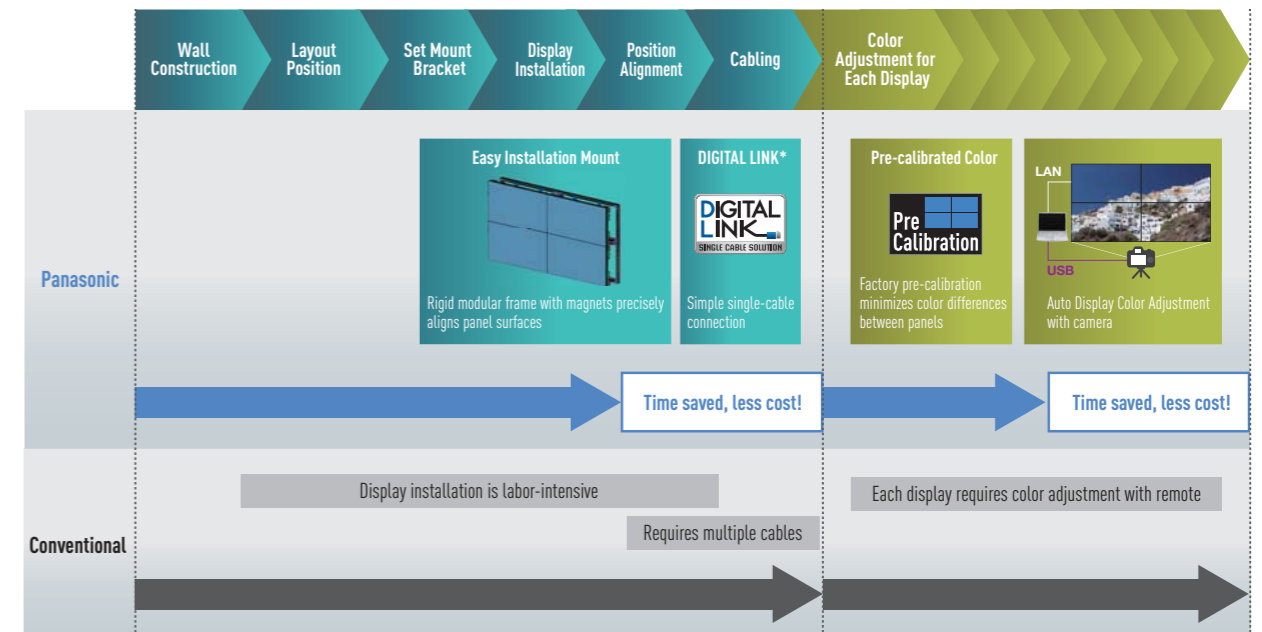 Wall
Construction
Layout
Position
Set Mount
Bracket
Display
Installation
Position
Alignment
Cabling
Color
Adjustment for
Each Display
Panasonic
Easy Installation Mount
Rigid modular frame with magnets precisely
aligns panel surfaces
DIGITAL LINK*
DIGITAL
LINK
SINGLE CABLE SOLUTION
Simple single-cable
connection
Pre-calibrated Color
Pre
Calibration
Factory pre-calibration
minimizes color differences
between panels
LAN
USB
Auto Display Color Adjustment
with camera
Time saved, less cost!
Time saved, less cost!
Conventional
Display installation is labor-intensive
Requires multiple cables
Each display requires color adjustment with remote